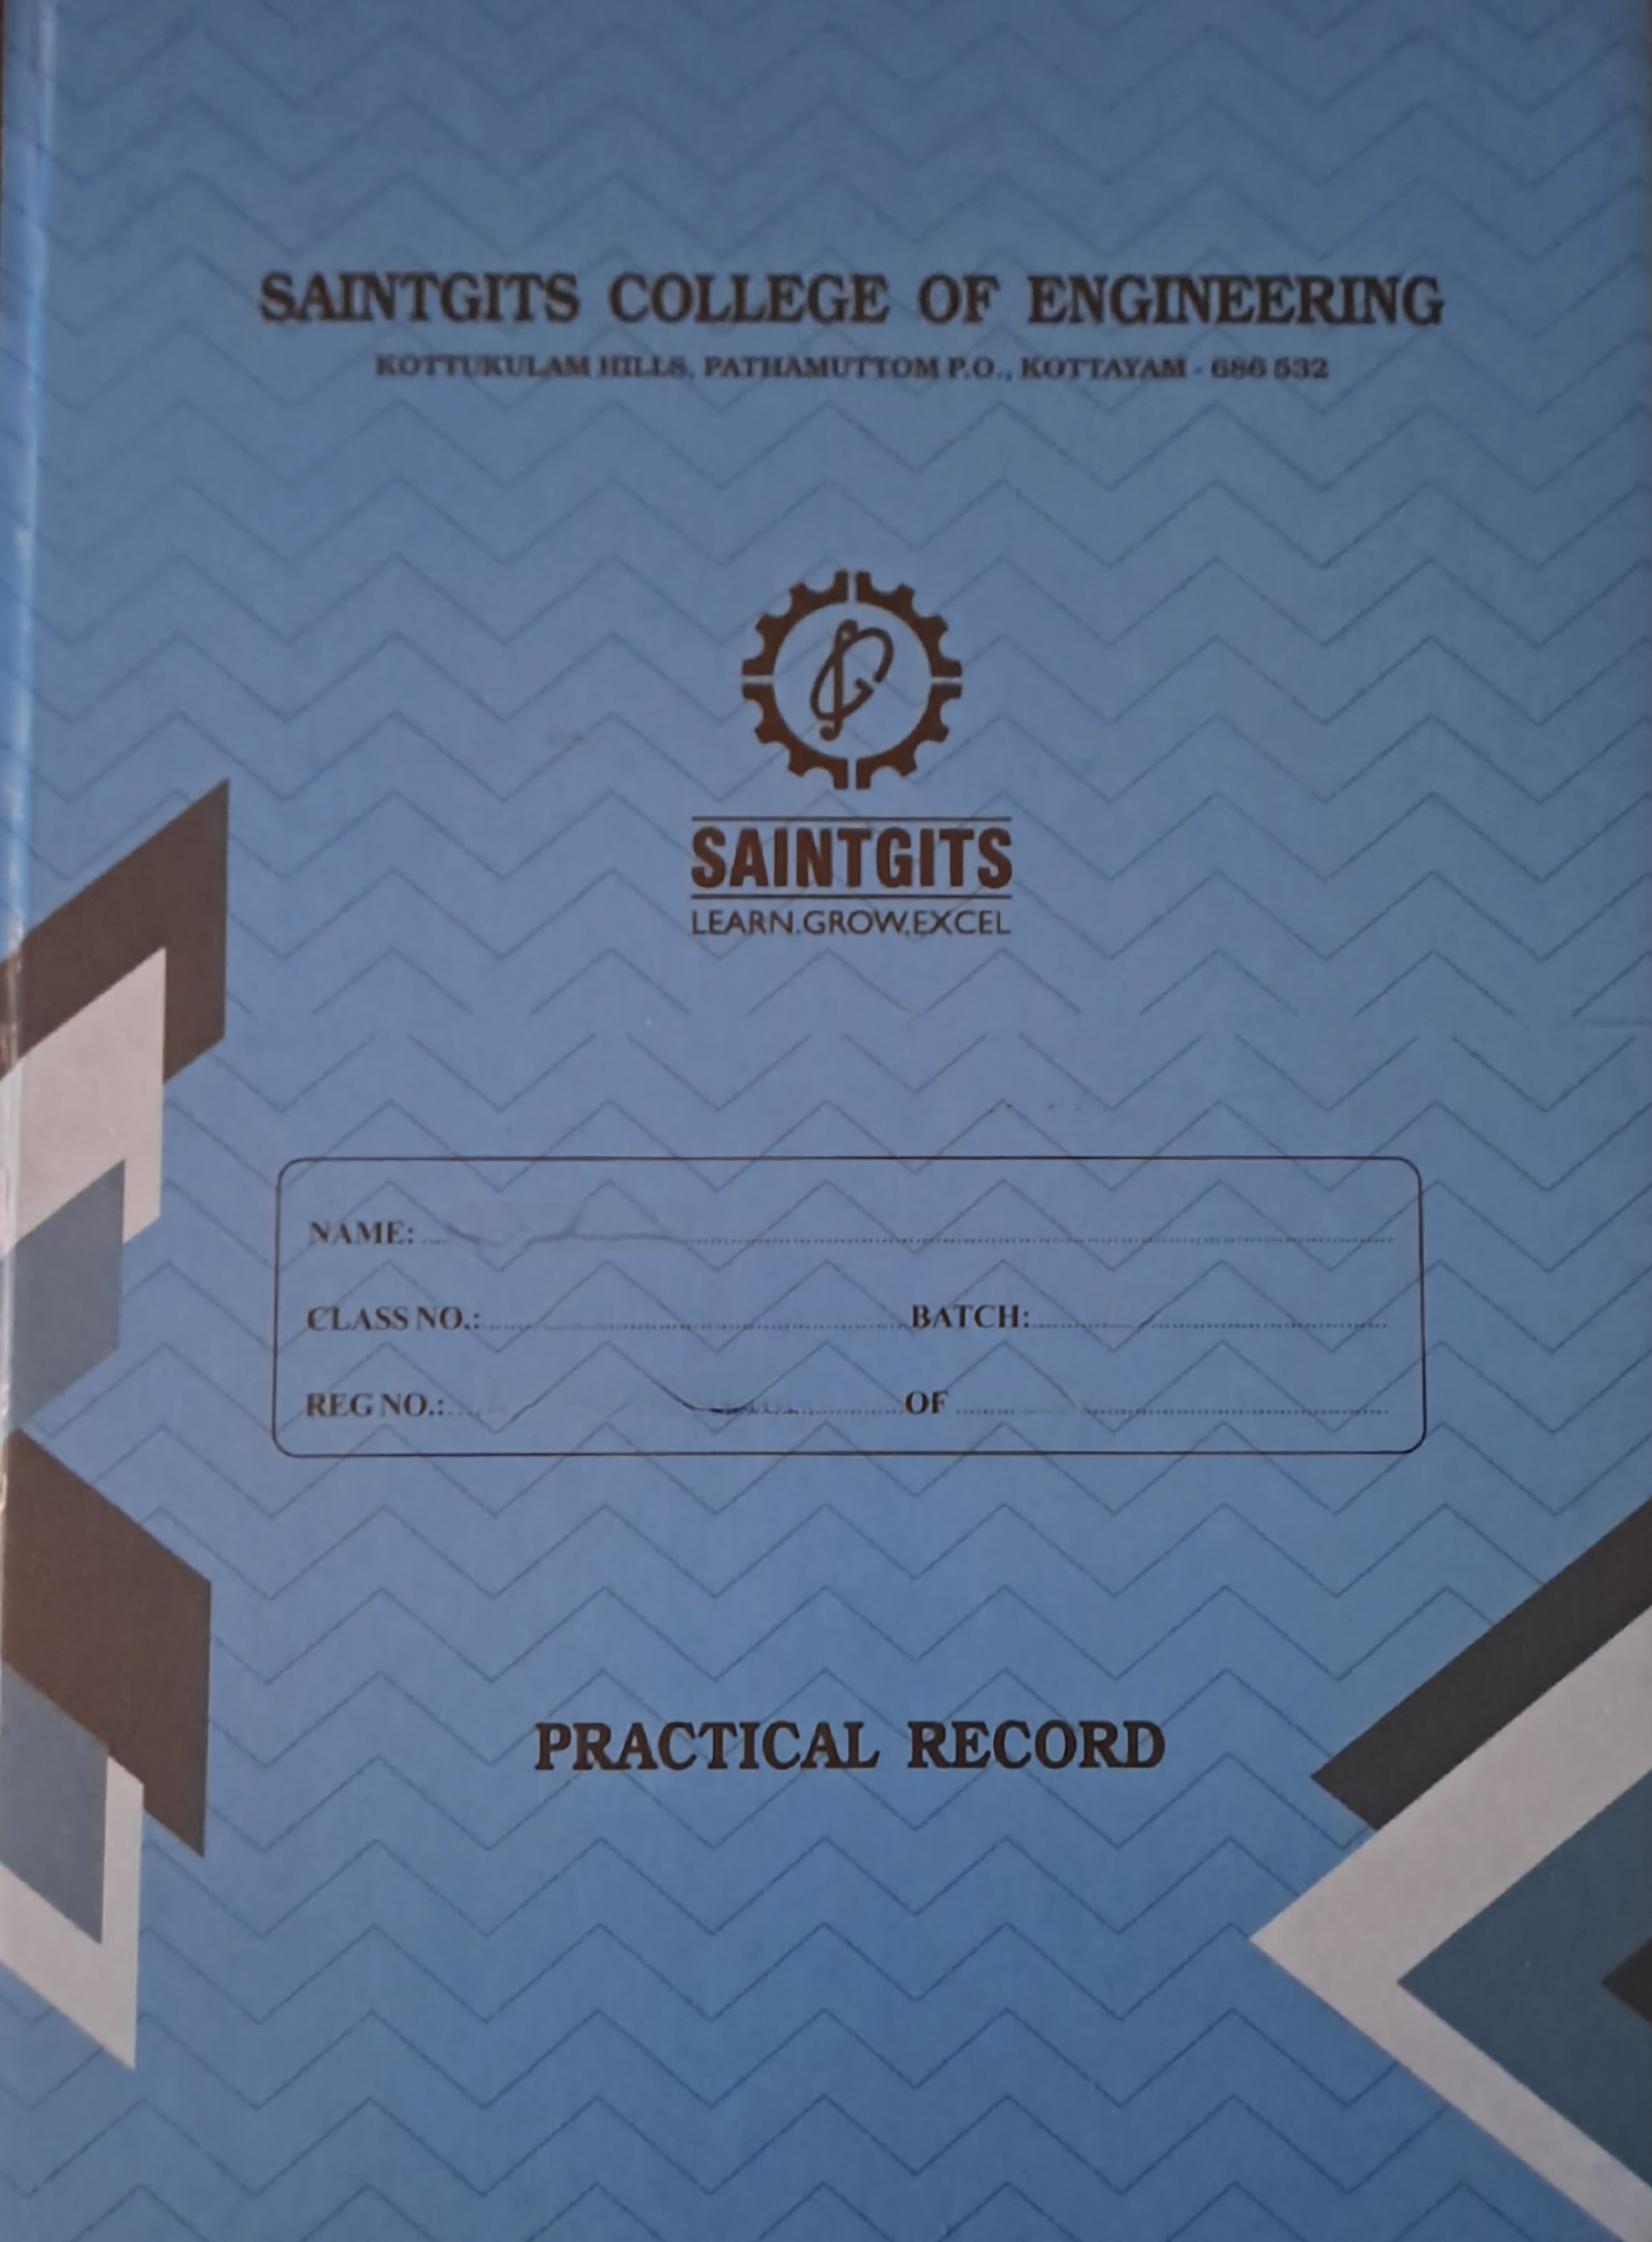 SAINTGITS COLLEGE OF ENGINEERING
KOTTUKULAM HILLS, PATHAMUTTOM P.O., KOTTAYAM - 686 532
SAINTGITS
LEARN.GROW.EXCEL
NAME:
CLASS NO.: BATCH:
REG NO.: OF
PRACTICAL RECORD